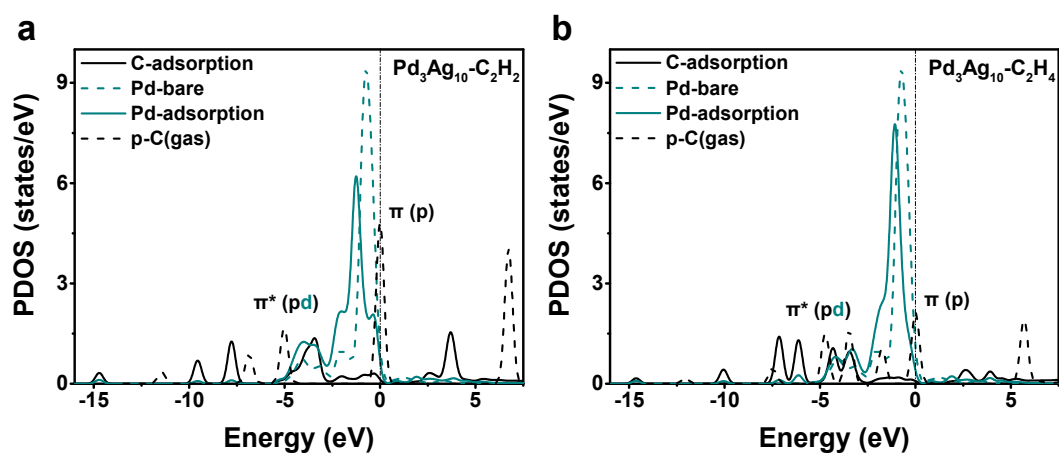 a
C-adsorption
Pd-bare
Pd-adsorption
p-C(gas)
Pd₃Ag₁₀-C₂H₂
π (p)
π* (pd)
9
6
3
0
-15
-10
-5
0
5
PDOS (states/eV)
Energy (eV)
b
C-adsorption
Pd-bare
Pd-adsorption
p-C(gas)
Pd₃Ag₁₀-C₂H₄
π (p)
π* (pd)
9
6
3
0
-15
-10
-5
0
5
PDOS (states/eV)
Energy (eV)